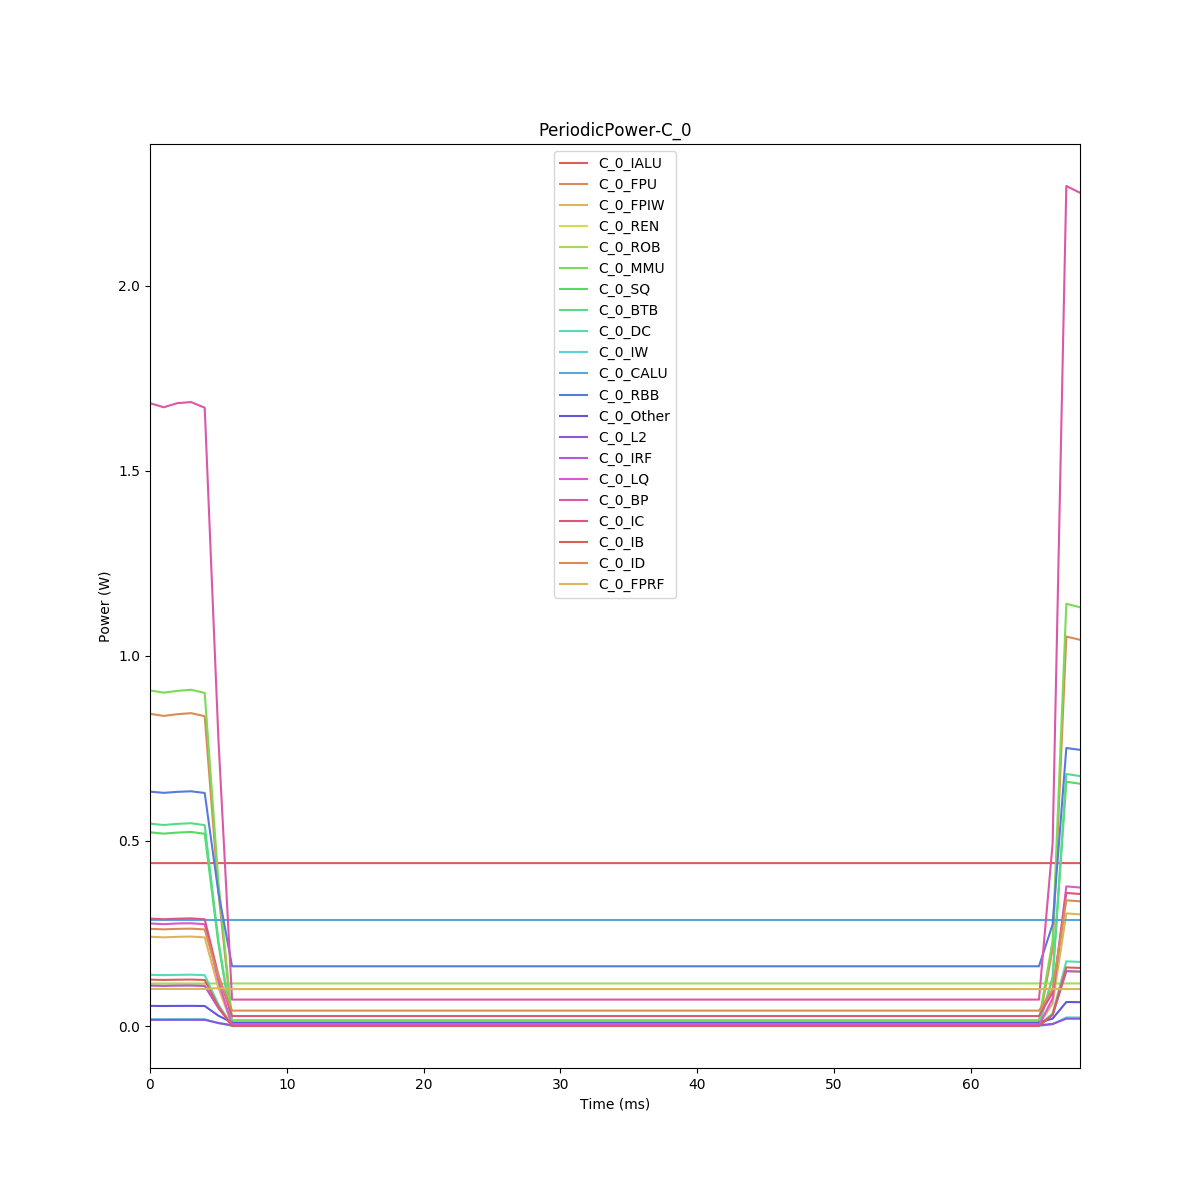 PeriodicPower-C_0
C_0_IALU
C_0_FPU
C_0_FPIW
C_0_REN
C_0_ROB
C_0_MMU
C_0_SQ
C_0_BTB
C_0_DC
C_0_IW
C_0_CALU
C_0_RBB
C_0_Other
C_0_L2
C_0_IRF
C_0_LQ
C_0_BP
C_0_IC
C_0_IB
C_0_ID
C_0_FPRF
2.0
1.5
1.0
0.5
0.0
Power (W)
0 10 20 30 40 50 60
Time (ms)